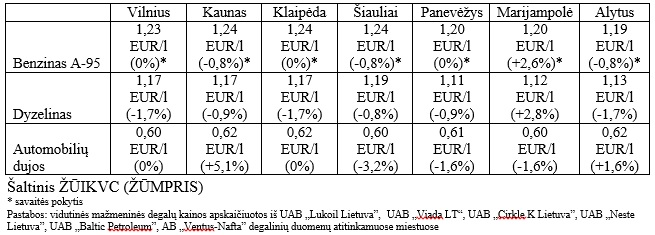 Vilnius Kaunas Klaipėda Šiauliai Panevėžys Marijampolė Alytus
1,23 1,24 1,24 1,24 1,20 1,20 1,19
EUR/l EUR/l EUR/l EUR/l EUR/l EUR/l EUR/l
Benzinas A-95 (0%)* (-0,8%)* (0%)* (-0,8%)* (0%)* (+2,6%)* (-0,8%)*
1,17 1,17 1,17 1,19 1,11 1,12 1,13
EUR/l EUR/l EUR/l EUR/l EUR/l EUR/l EUR/l
Dyzelinas (-1,7%) (-0,9%) (-1,7%) (-0,8%) (-0,9%) (+2,8%) (-1,7%)
0,60 0,62 0,62 0,60 0,61 0,60 0,62
Automobilių EUR/l EUR/l EUR/l EUR/l EUR/l EUR/l EUR/l
dujos (0%) (+5,1%) (0%) (-3,2%) (-1,6%) (-1,6%) (+1,6%)
Šaltinis ŽŪIKVC (ŽŪMPRIS)
* savaitės pokytis
Pastabos: vidutinės mažmeninės degalų kainos apskaičiuotos iš UAB „Lukoil Lietuva”, UAB „Viada LT“, UAB „Cirkle K Lietuva”, UAB „Neste
Lietuva”, UAB „Baltic Petroleum”, AB „Ventus-Nafta” degalinių duomenų atitinkamuose miestuose